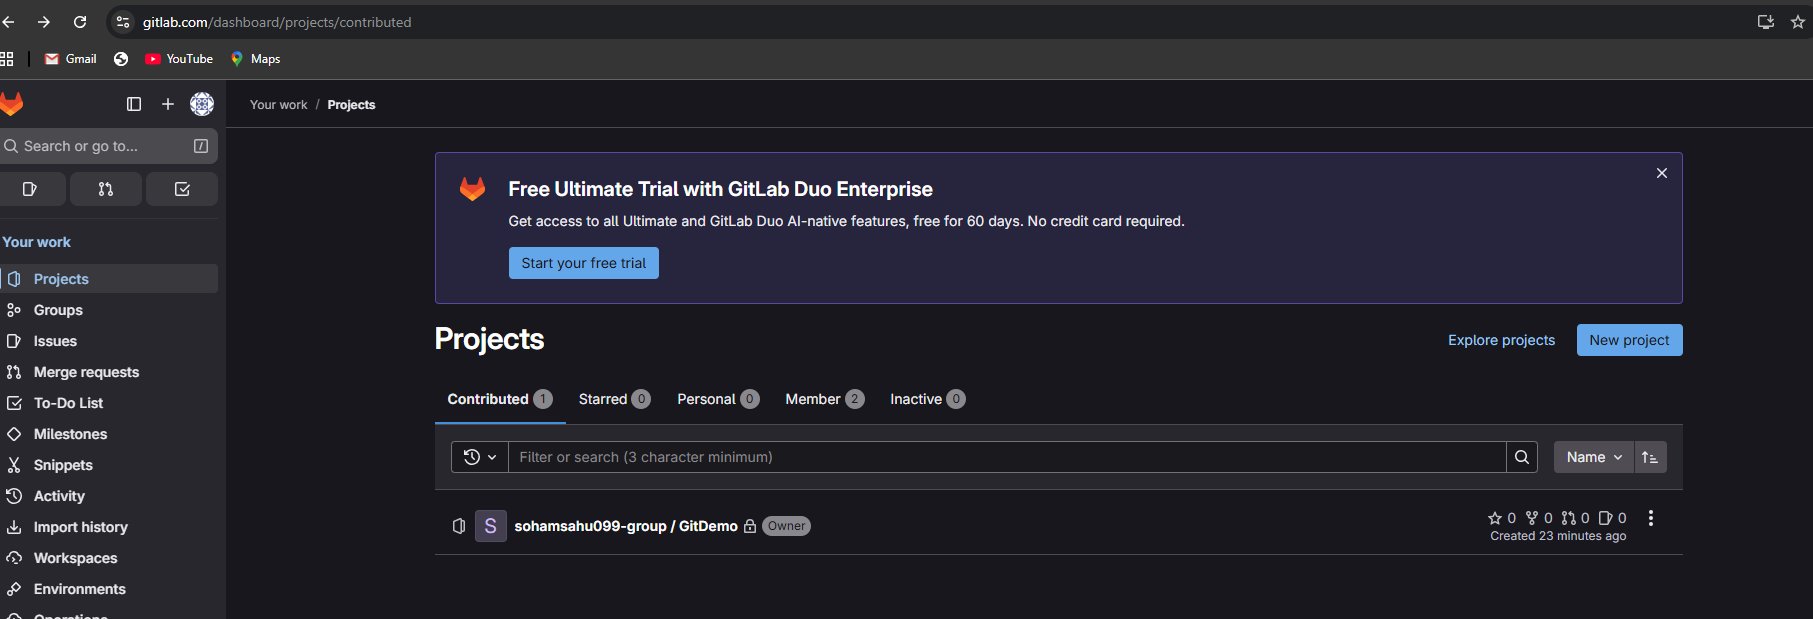 gitlab.com/dashboard/projects/contributed
Gmail
YouTube
Maps
Your work / Projects
Search or go to...
/
Free Ultimate Trial with GitLab Duo Enterprise
Get access to all Ultimate and GitLab Duo AI-native features, free for 60 days. No credit card required.
Start your free trial
Your work
Projects
Groups
Issues
Merge requests
To-Do List
Milestones
Snippets
Activity
Import history
Workspaces
Environments
Operations
Projects
Explore projects
New project
Contributed 1 Starred 0 Personal 0 Member 2 Inactive 0
Filter or search (3 character minimum)
Name
S sohamsahu099-group / GitDemo Owner
0 0 0 0
Created 23 minutes ago